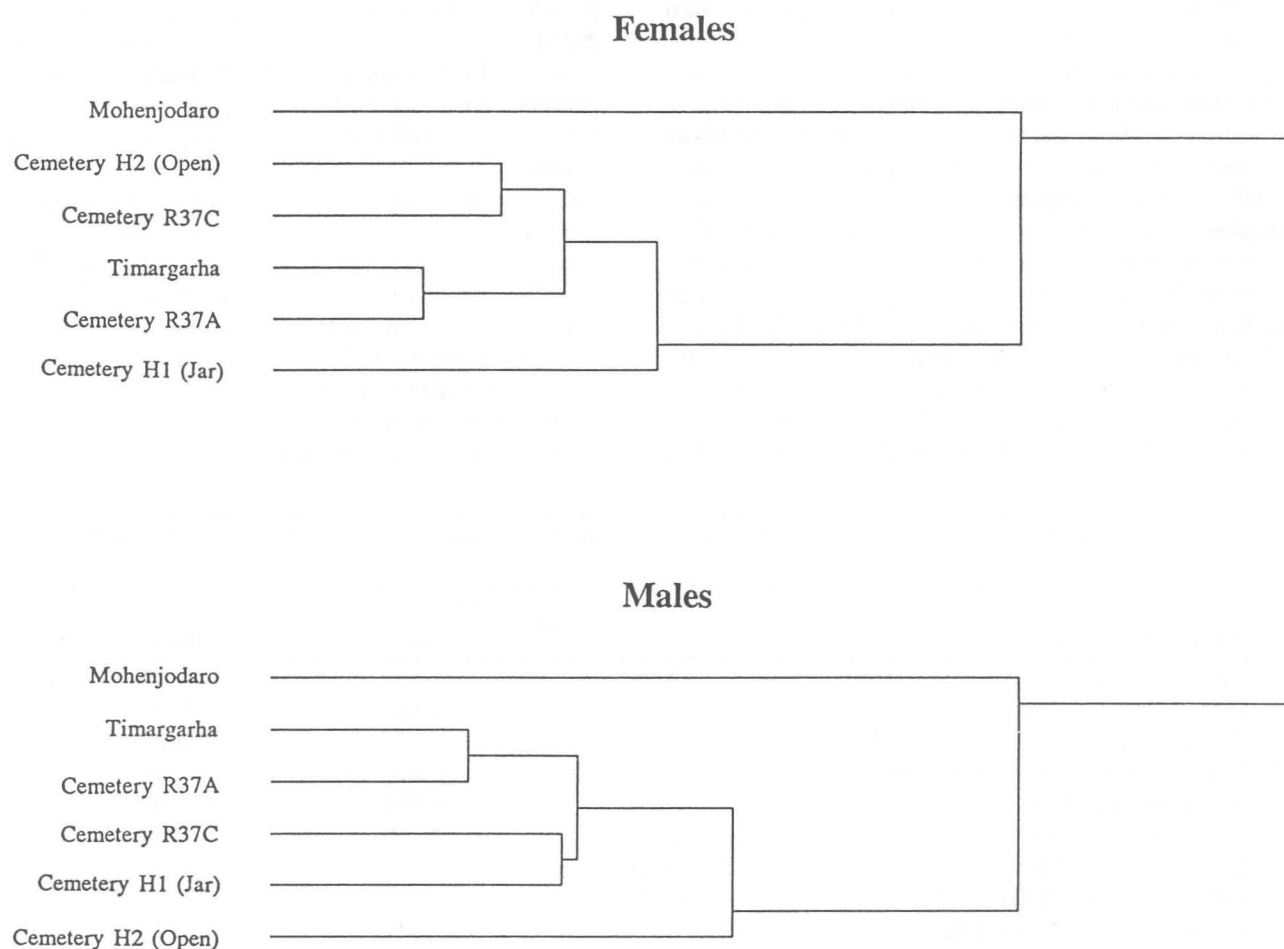 Females
Mohenjodaro
Cemetery H2 (Open)
Cemetery R37C
Timargarha
Cemetery R37A
Cemetery H1 (Jar)
Males
Mohenjodaro
Timargarha
Cemetery R37A
Cemetery R37C
Cemetery H1 (Jar)
Cemetery H2 (Open)